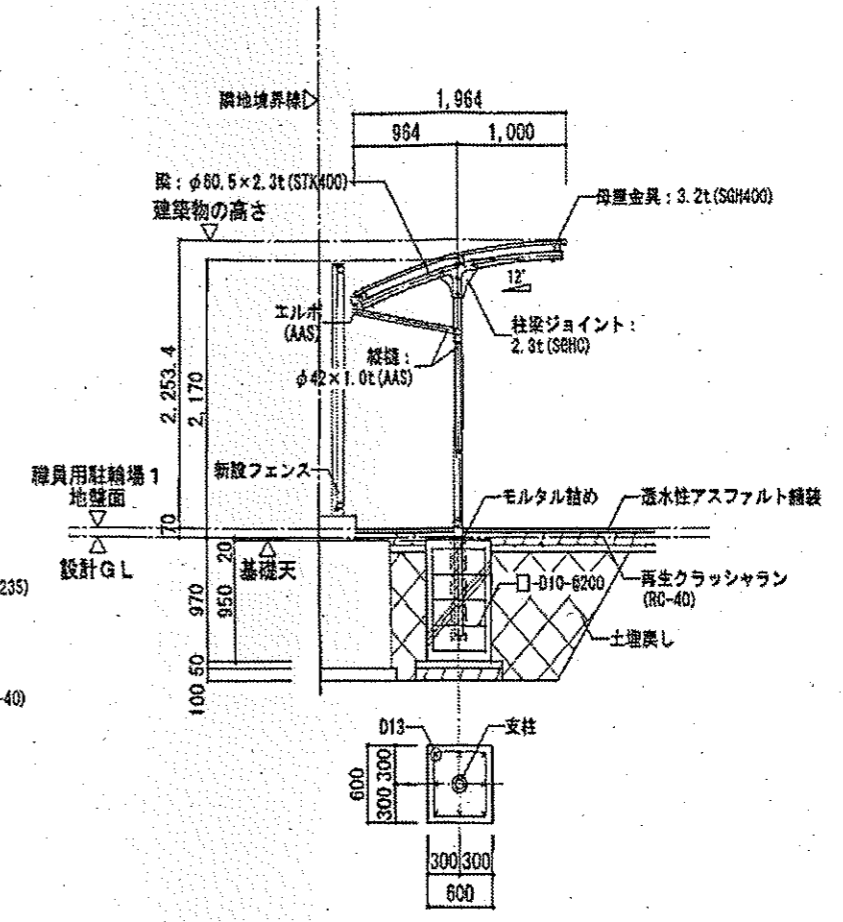 隣地境界線
1,964
964
1,000
梁：φ60.5×2.3t(STK400)
建築物の高さ
母屋金具：3.2t(SGH400)
12°
エルボ
(AAS)
柱梁ジョイント：
2.3t(SGHC)
竪樋：
φ42×1.0t(AAS)
2,253.4
2,170
新設フェンス
職員用駐輪場1
地盤面
モルタル詰め
透水性アスファルト舗装
70
設計GL
基礎天
20
235)
970
950
□-D10-@200
再生クラッシャラン
(RC-40)
土埋戻し
50
100
-40)
D13
支柱
600
300
300
300
300
600